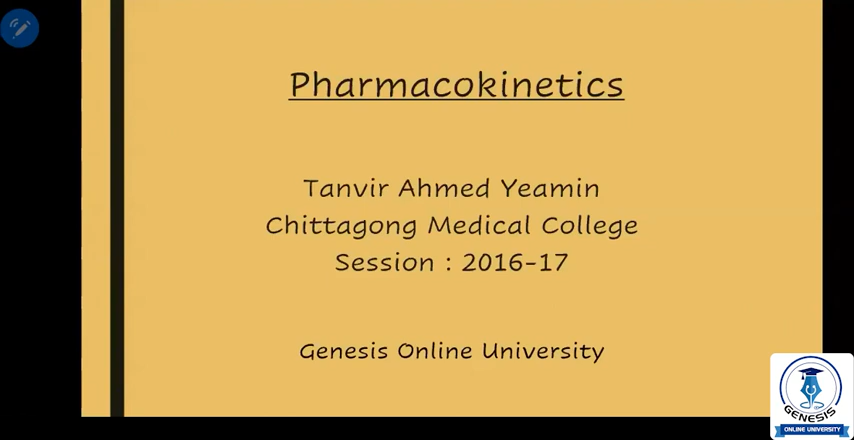 Pharmacokinetics
Tanvir Ahmed Yeamin
Chittagong Medical College
Session : 2016-17
Genesis Online University
GENESIS
ONLINE UNIVERSITY